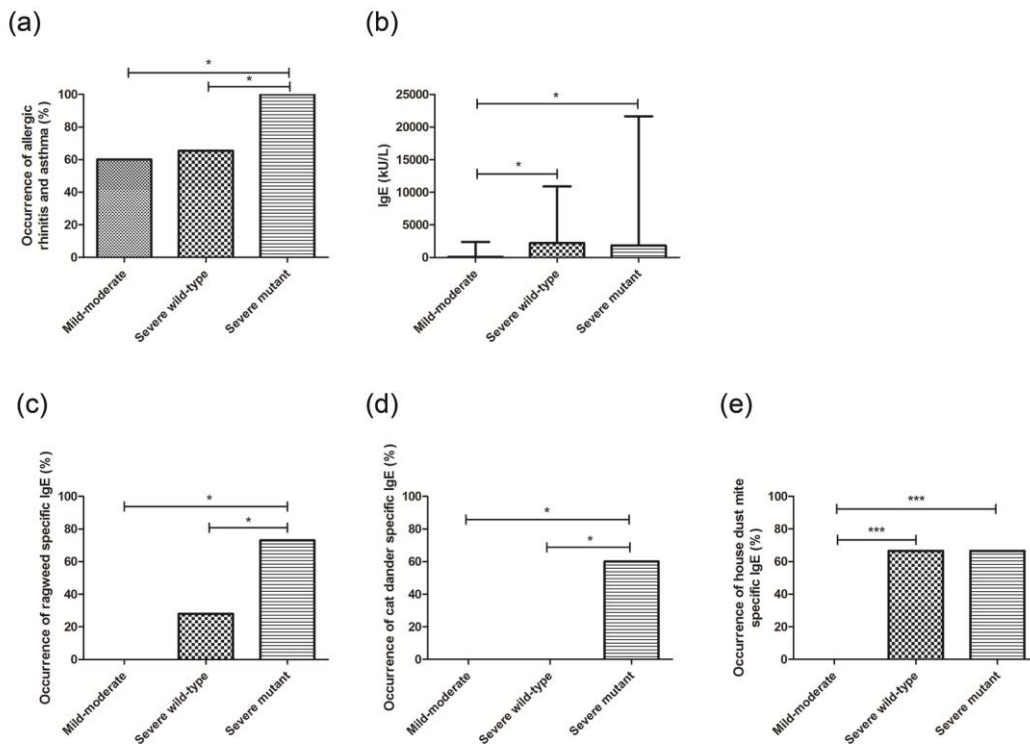 (a)
Occurrence of allergic
rhinitis and asthma (%)
100
80
60
40
20
0
*
*
Mild-moderate
Severe wild-type
Severe mutant
(b)
IgE (kU/L)
25000
20000
15000
10000
5000
0
*
*
Mild-moderate
Severe wild-type
Severe mutant
(c)
Occurrence of ragweed specific IgE (%)
100
80
60
40
20
0
*
*
Mild-moderate
Severe wild-type
Severe mutant
(d)
Occurrence of cat dander specific IgE (%)
100
80
60
40
20
0
*
*
Mild-moderate
Severe wild-type
Severe mutant
(e)
Occurrence of house dust mite
specific IgE (%)
100
80
60
40
20
0
***
***
Mild-moderate
Severe wild-type
Severe mutant